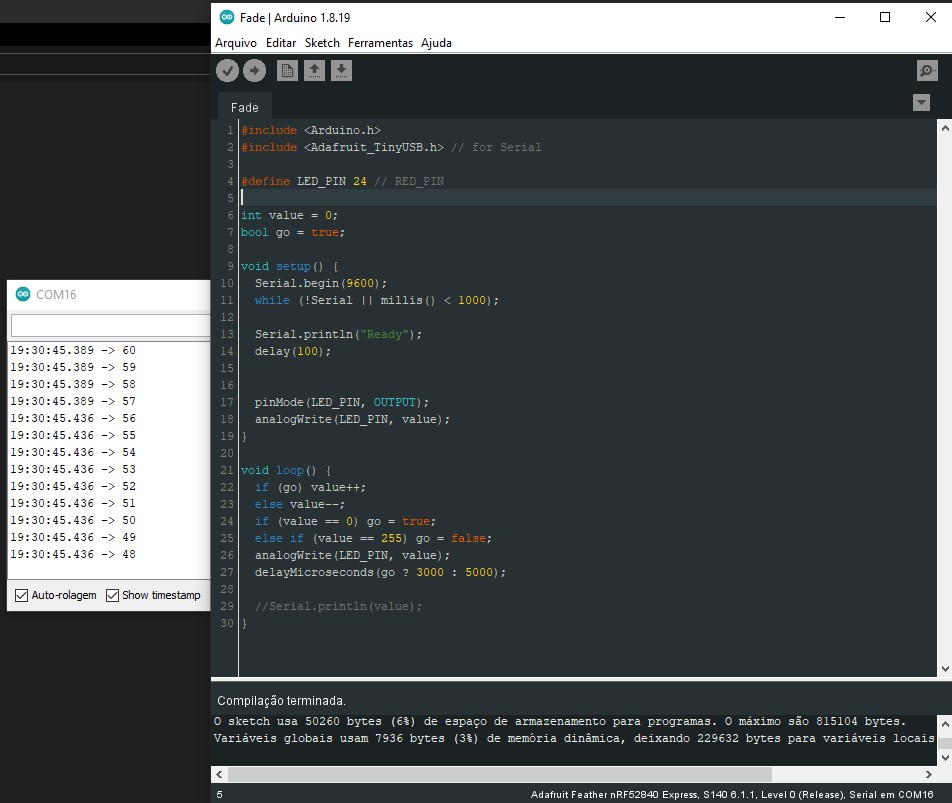 Fade | Arduino 1.8.19
Arquivo Editar Sketch Ferramentas Ajuda
Fade
1 #include <Arduino.h>
2 #include <Adafruit_TinyUSB.h> // for Serial
3
4 #define LED_PIN 24 // RED_PIN
5
6 int value = 0;
7 bool go = true;
8
9 void setup() {
10 Serial.begin(9600);
11 while (!Serial || millis() < 1000);
12
13 Serial.println("Ready");
14 delay(100);
15
16
17 pinMode(LED_PIN, OUTPUT);
18 analogWrite(LED_PIN, value);
19 }
20
21 void loop() {
22 if (go) value++;
23 else value--;
24 if (value == 0) go = true;
25 else if (value == 255) go = false;
26 analogWrite(LED_PIN, value);
27 delayMicroseconds(go ? 3000 : 5000);
28
29 //Serial.println(value);
30 }
COM16
19:30:45.389 -> 60
19:30:45.389 -> 59
19:30:45.389 -> 58
19:30:45.389 -> 57
19:30:45.436 -> 56
19:30:45.436 -> 55
19:30:45.436 -> 54
19:30:45.436 -> 53
19:30:45.436 -> 52
19:30:45.436 -> 51
19:30:45.436 -> 50
19:30:45.436 -> 49
19:30:45.436 -> 48
Auto-rolagem Show timestamp
Compilação terminada.
O sketch usa 50260 bytes (6%) de espaço de armazenamento para programas. O máximo são 815104 bytes.
Variáveis globais usam 7936 bytes (3%) de memória dinâmica, deixando 229632 bytes para variáveis locais
5 Adafruit Feather nRF52840 Express, S140 6.1.1, Level 0 (Release), Serial em COM16